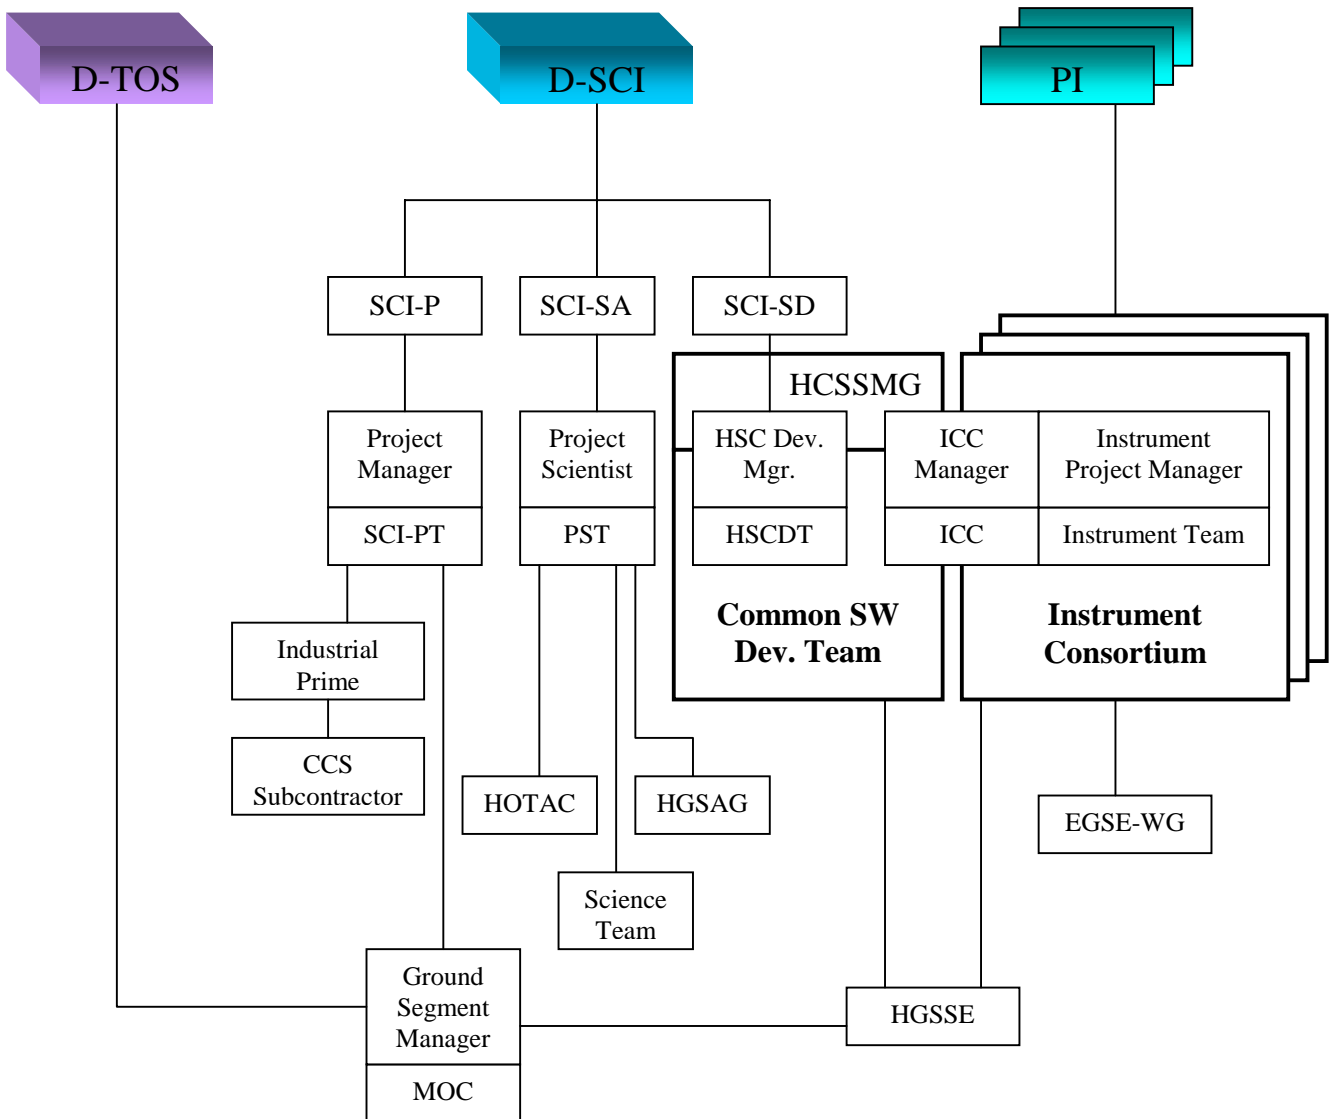 D-TOS
D-SCI
PI
SCI-P
SCI-SA
SCI-SD
HCSSMG
Project
Manager
Project
Scientist
HSC Dev.
Mgr.
ICC
Manager
Instrument
Project Manager
SCI-PT
PST
HSCDT
ICC
Instrument Team
Common SW
Dev. Team
Instrument
Consortium
Industrial
Prime
CCS
Subcontractor
HOTAC
HGSAG
EGSE-WG
Science
Team
Ground
Segment
Manager
HGSSE
MOC